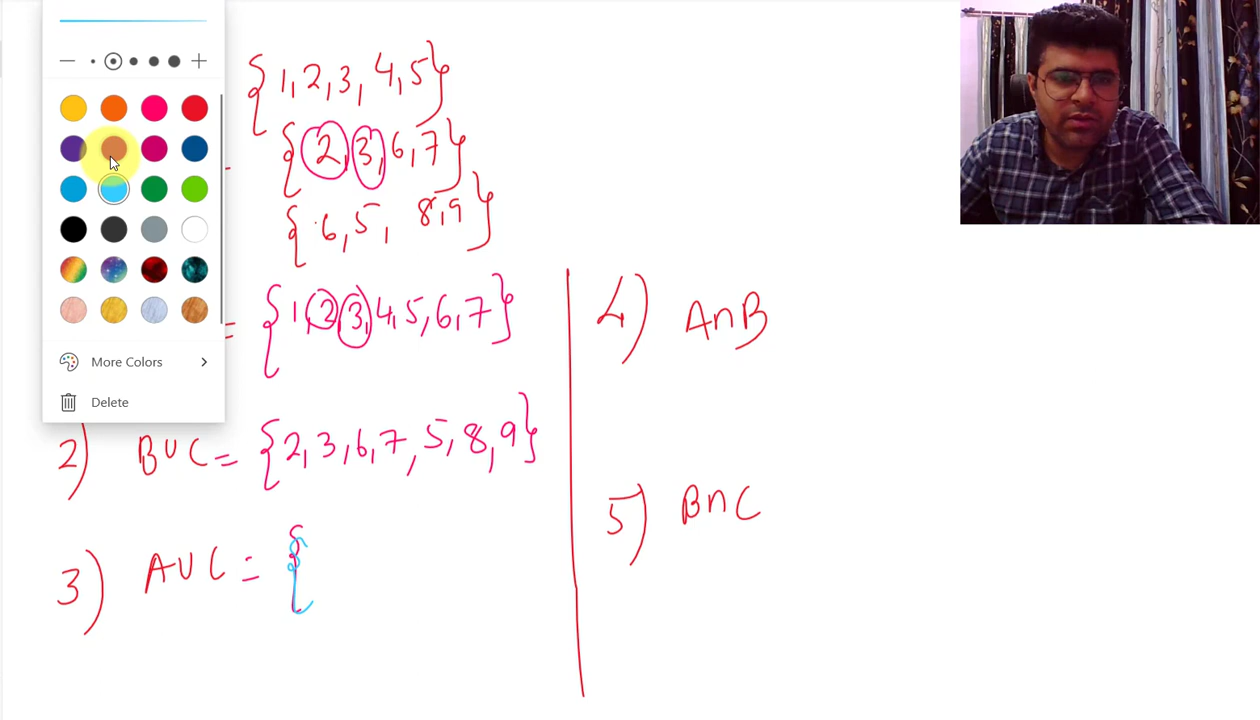 {1, 2, 3, 4, 5}
{2, 3, 6, 7}
{6, 5, 8, 9}
= {1, 2, 3, 4, 5, 6, 7}
More Colors
Delete
2) B∪C = {2, 3, 6, 7, 5, 8, 9}
3) A∪C = {
4) A∩B
5) B∩C